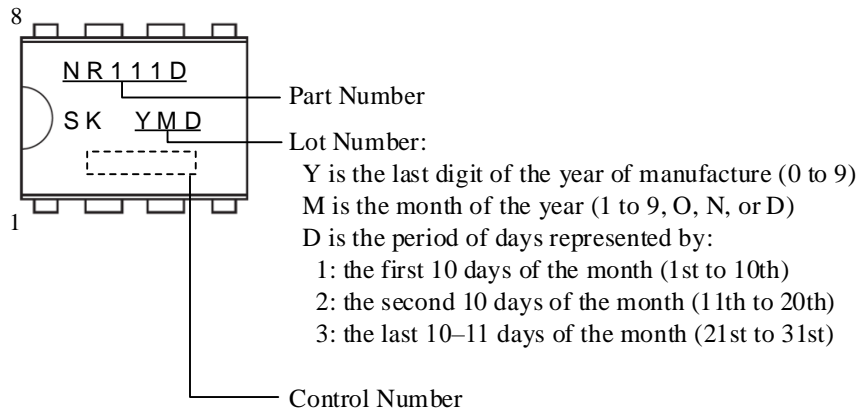 8
NR111D
Part Number
SK YMD
Lot Number:
Y is the last digit of the year of manufacture (0 to 9)
M is the month of the year (1 to 9, O, N, or D)
D is the period of days represented by:
1: the first 10 days of the month (1st to 10th)
2: the second 10 days of the month (11th to 20th)
3: the last 10–11 days of the month (21st to 31st)
1
Control Number